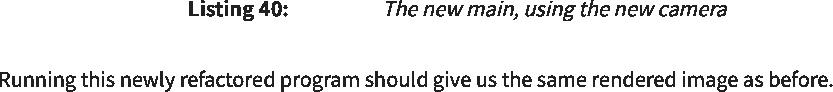 Listing 40: The new main, using the new camera
Running this newly refactored program should give us the same rendered image as before.